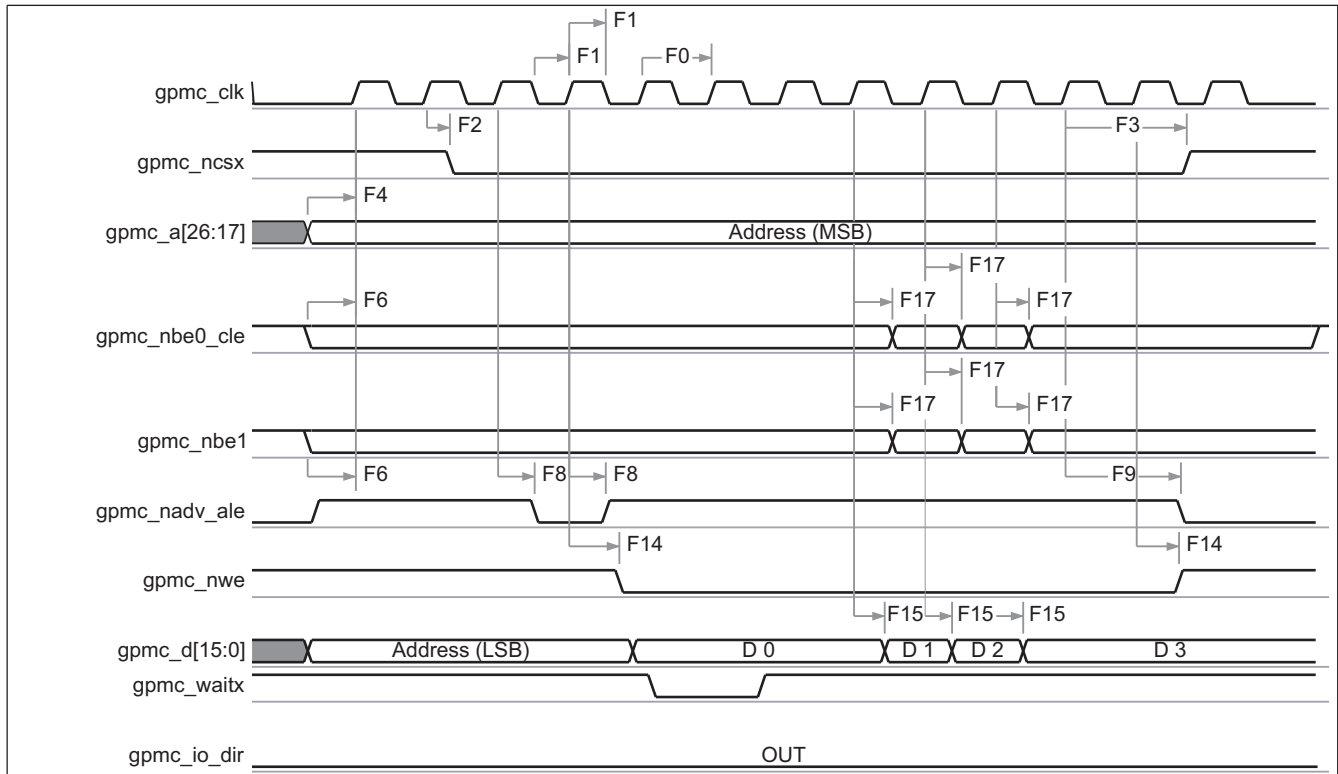 F1
F1 F0
gpmc_clk
F2 F3
gpmc_ncsx
F4
gpmc_a[26:17] Address (MSB)
F17
F6 F17 F17
gpmc_nbe0_cle
F17
F17 F17
gpmc_nbe1
F6 F8 F8 F9
gpmc_nadv_ale
F14 F14
gpmc_nwe
F15 F15 F15
gpmc_d[15:0] Address (LSB) D 0 D 1 D 2 D 3
gpmc_waitx
gpmc_io_dir OUT